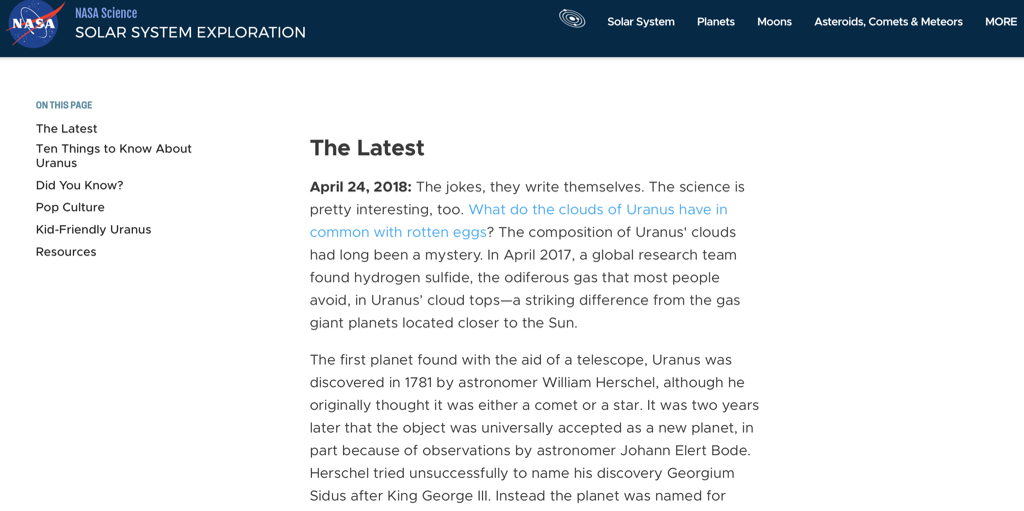 NASA
NASA Science
SOLAR SYSTEM EXPLORATION
Solar System
Planets
Moons
Asteroids, Comets & Meteors
MORE
ON THIS PAGE
The Latest
Ten Things to Know About
Uranus
Did You Know?
Pop Culture
Kid-Friendly Uranus
Resources
The Latest
April 24, 2018: The jokes, they write themselves. The science is
pretty interesting, too. What do the clouds of Uranus have in
common with rotten eggs? The composition of Uranus' clouds
had long been a mystery. In April 2017, a global research team
found hydrogen sulfide, the odiferous gas that most people
avoid, in Uranus' cloud tops—a striking difference from the gas
giant planets located closer to the Sun.
The first planet found with the aid of a telescope, Uranus was
discovered in 1781 by astronomer William Herschel, although he
originally thought it was either a comet or a star. It was two years
later that the object was universally accepted as a new planet, in
part because of observations by astronomer Johann Elert Bode.
Herschel tried unsuccessfully to name his discovery Georgium
Sidus after King George III. Instead the planet was named for